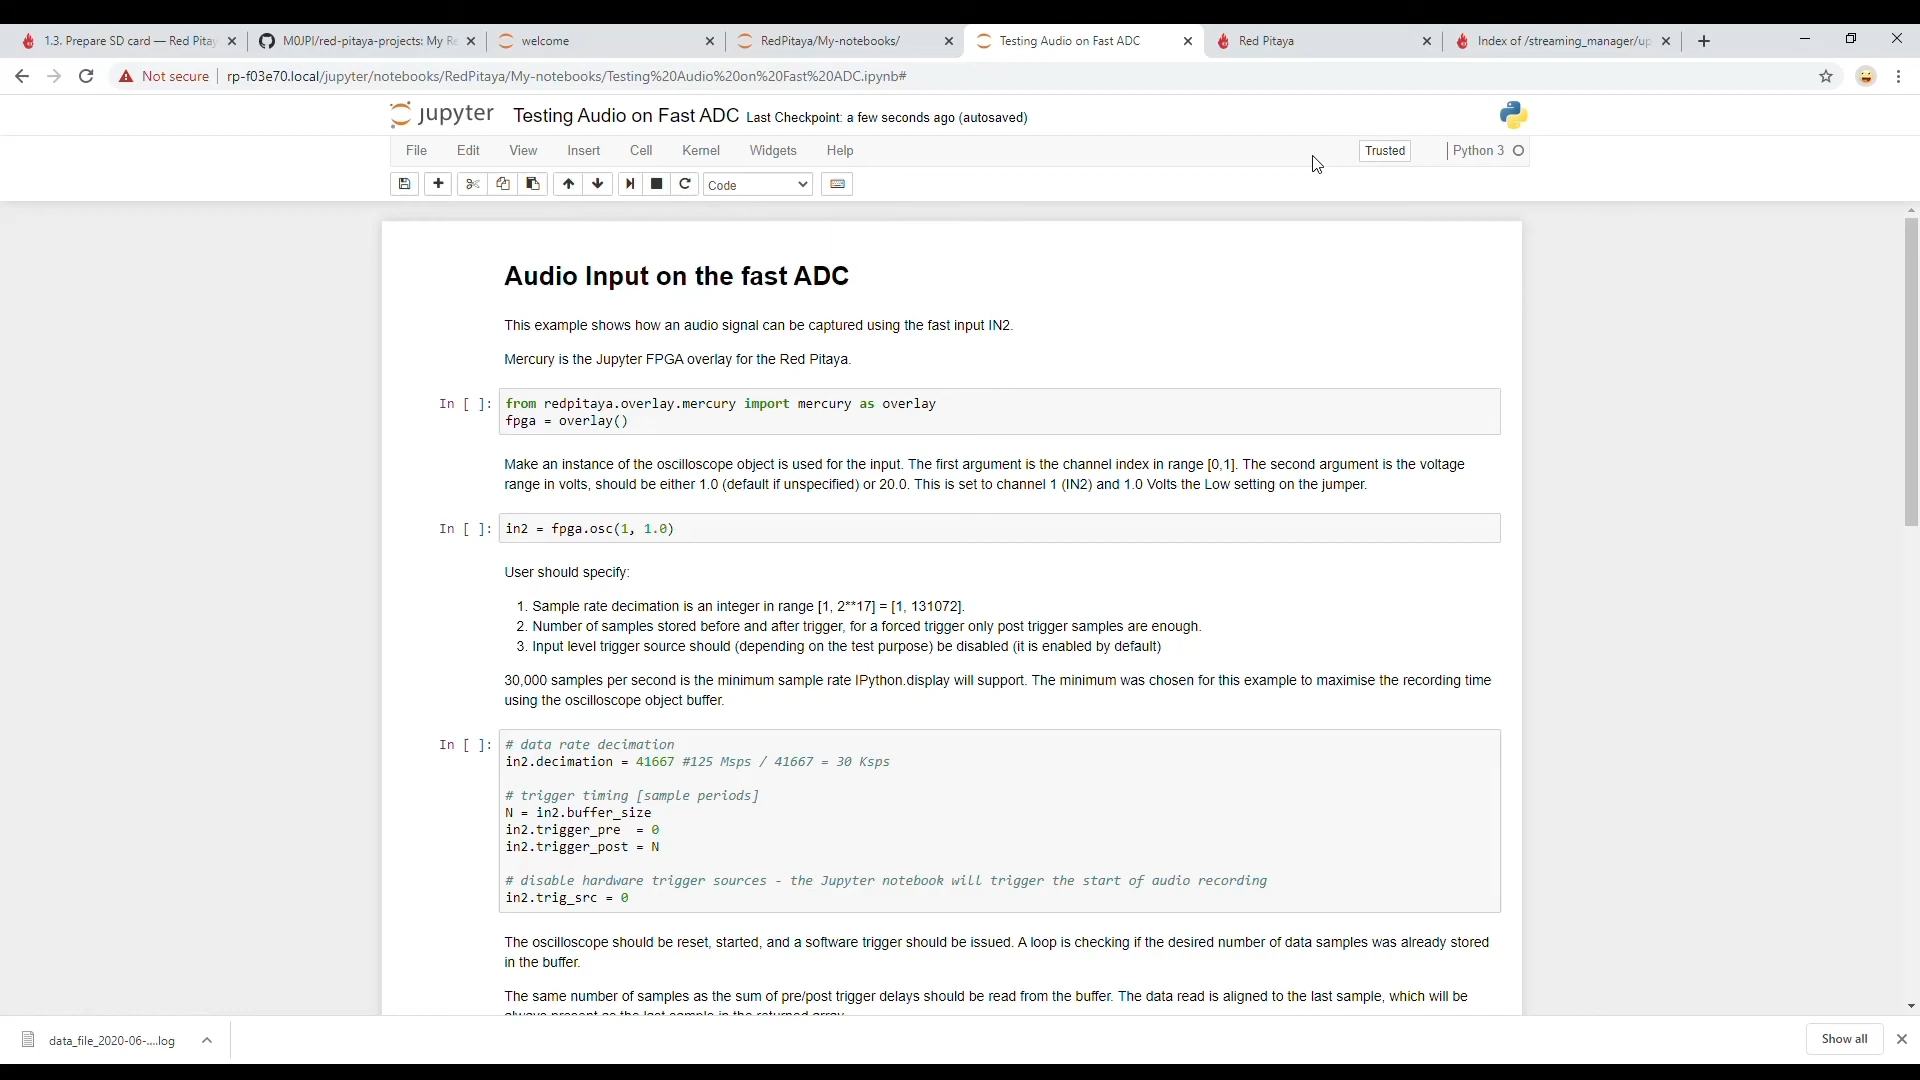 1.3. Prepare SD card — Red Pita
M0JPI/red-pitaya-projects: My R
welcome
RedPitaya/My-notebooks/
Testing Audio on Fast ADC
Red Pitaya
Index of /streaming_manager/up
Not secure
rp-f03e70.local/jupyter/notebooks/RedPitaya/My-notebooks/Testing%20Audio%20on%20Fast%20ADC.ipynb#
jupyter Testing Audio on Fast ADC Last Checkpoint: a few seconds ago (autosaved)
File Edit View Insert Cell Kernel Widgets Help Trusted Python 3
Code
Audio Input on the fast ADC
This example shows how an audio signal can be captured using the fast input IN2.
Mercury is the Jupyter FPGA overlay for the Red Pitaya.
In [ ]: from redpitaya.overlay.mercury import mercury as overlay
fpga = overlay()
Make an instance of the oscilloscope object is used for the input. The first argument is the channel index in range [0,1]. The second argument is the voltage
range in volts, should be either 1.0 (default if unspecified) or 20.0. This is set to channel 1 (IN2) and 1.0 Volts the Low setting on the jumper.
In [ ]: in2 = fpga.osc(1, 1.0)
User should specify:
1. Sample rate decimation is an integer in range [1, 2**17] = [1, 131072].
2. Number of samples stored before and after trigger, for a forced trigger only post trigger samples are enough.
3. Input level trigger source should (depending on the test purpose) be disabled (it is enabled by default)
30,000 samples per second is the minimum sample rate IPython.display will support. The minimum was chosen for this example to maximise the recording time
using the oscilloscope object buffer.
In [ ]: # data rate decimation
in2.decimation = 41667 #125 Msps / 41667 = 30 Ksps
# trigger timing [sample periods]
N = in2.buffer_size
in2.trigger_pre = 0
in2.trigger_post = N
# disable hardware trigger sources - the Jupyter notebook will trigger the start of audio recording
in2.trig_src = 0
The oscilloscope should be reset, started, and a software trigger should be issued. A loop is checking if the desired number of data samples was already stored
in the buffer.
The same number of samples as the sum of pre/post trigger delays should be read from the buffer. The data read is aligned to the last sample, which will be
always present as the last sample in the returned array.
data_file_2020-06-....log
Show all